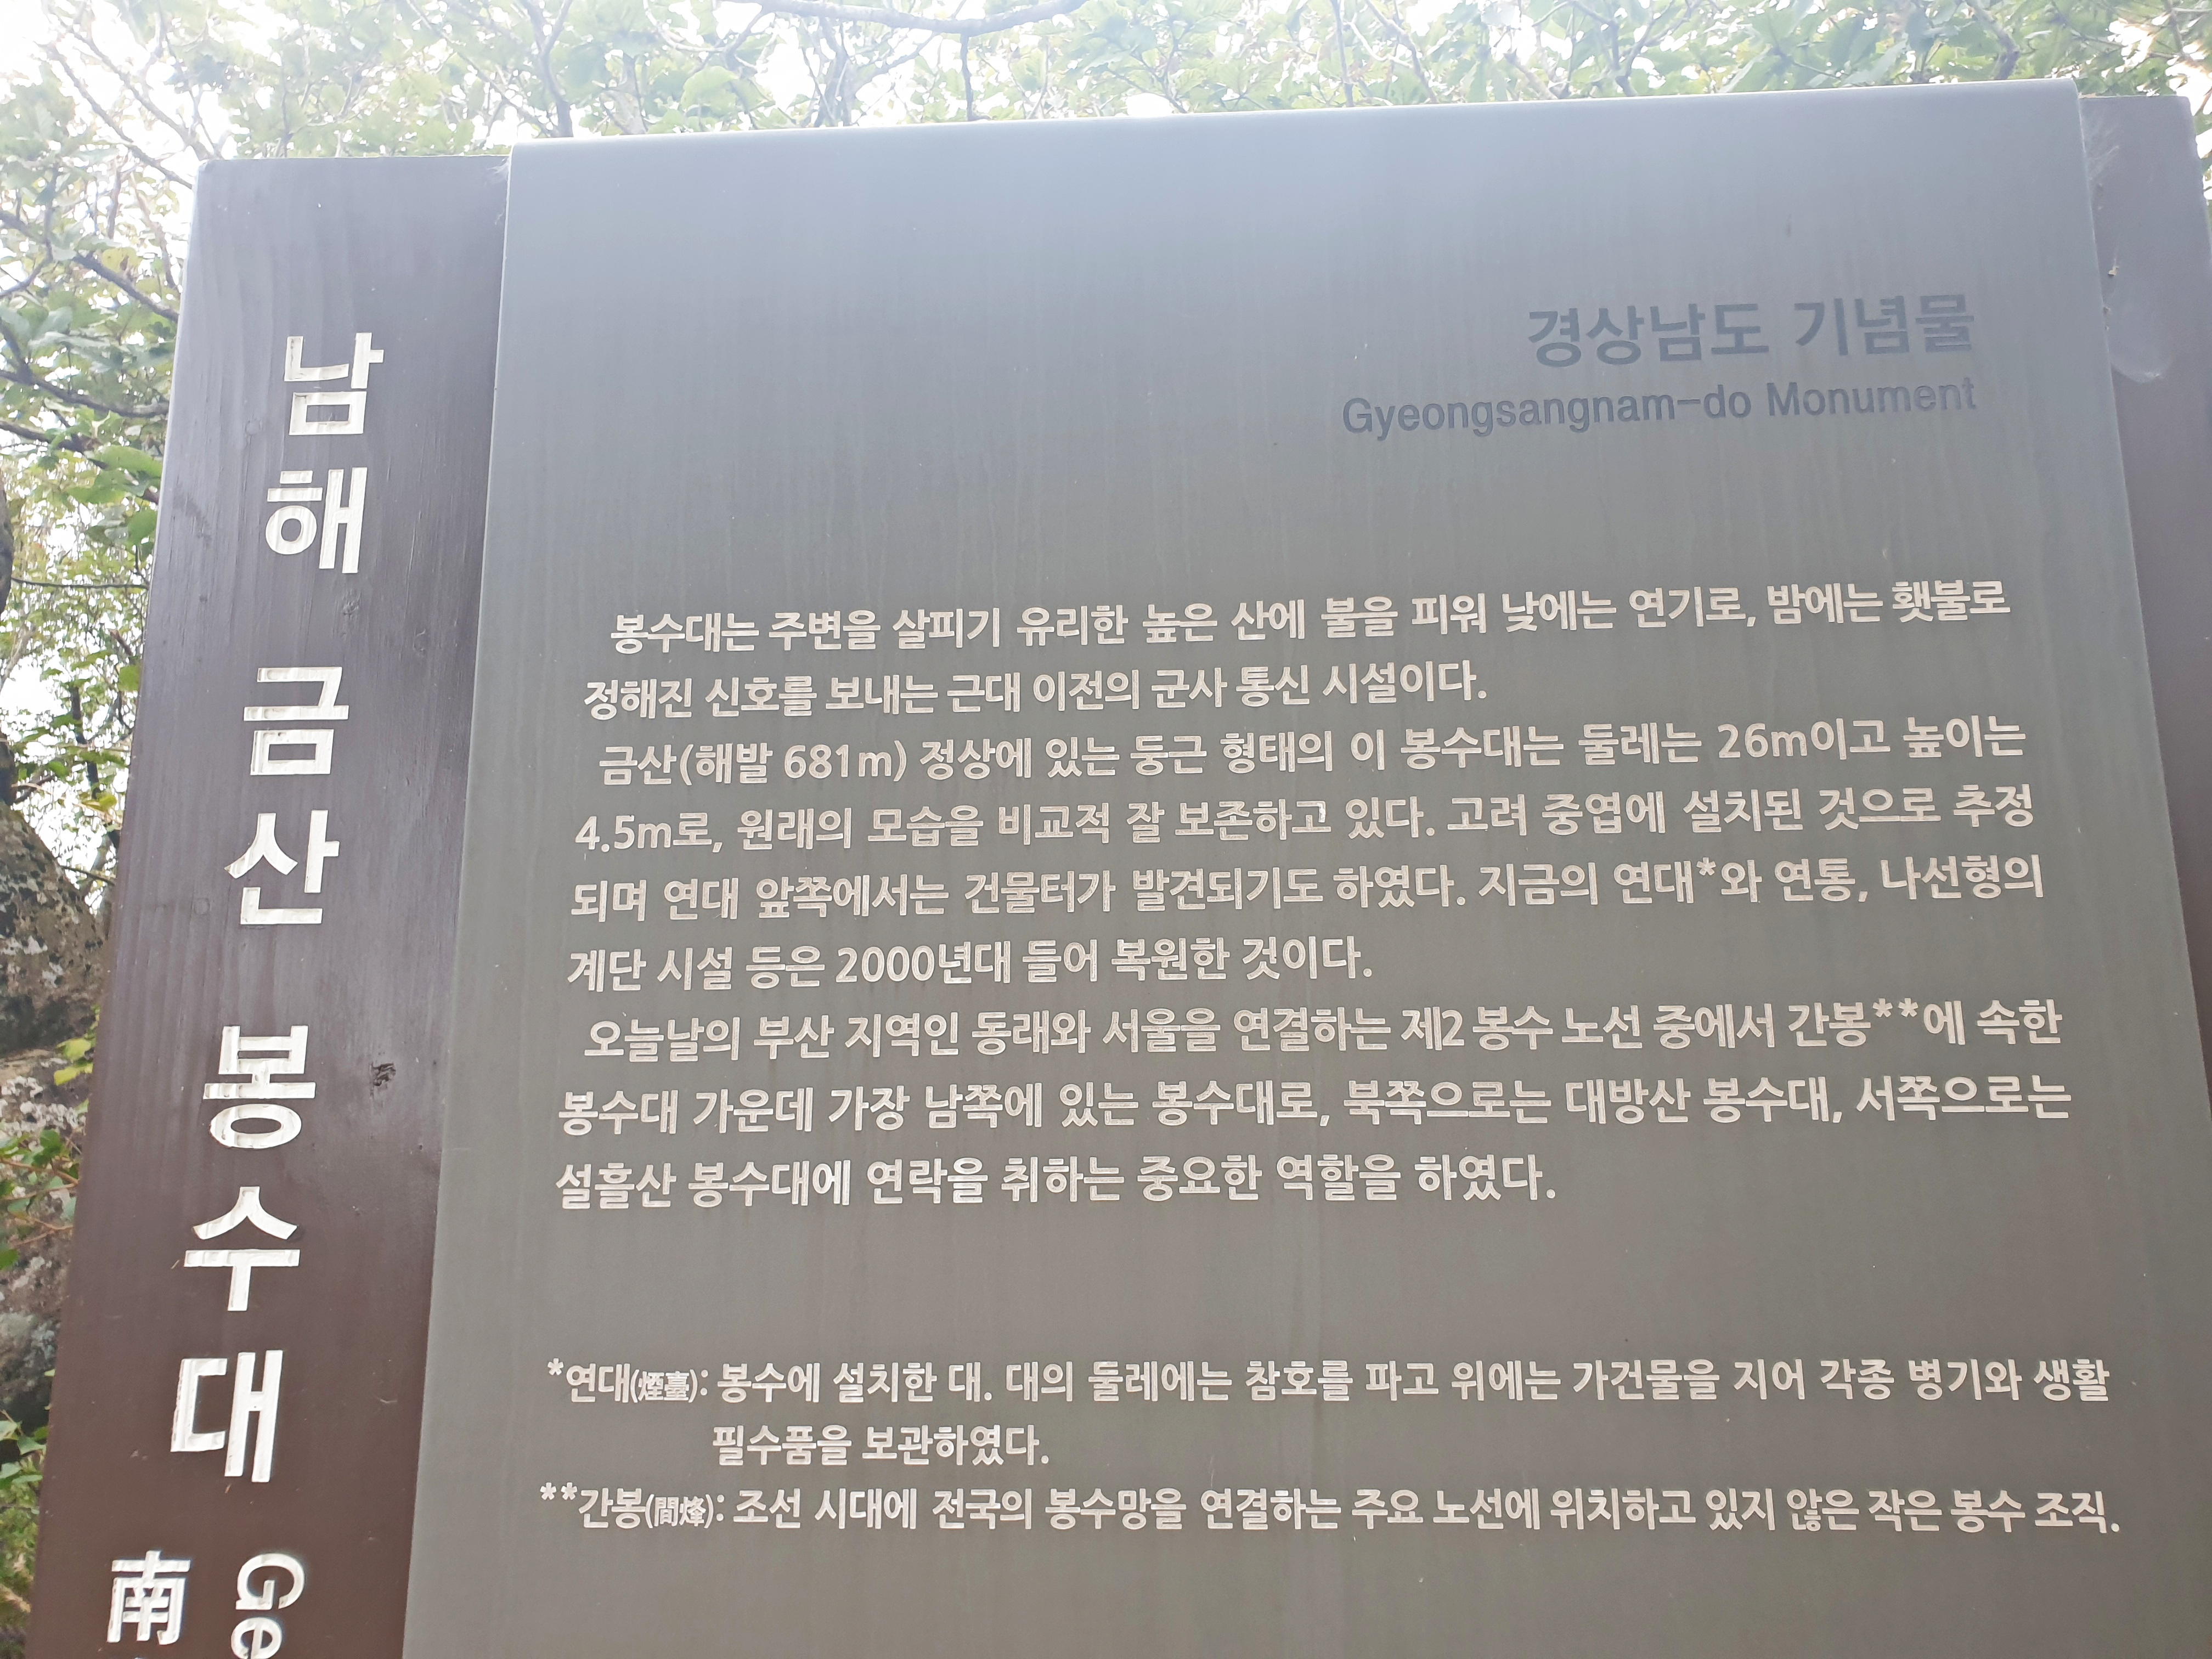 남해 금산 봉수대
南
Ge
경상남도 기념물
Gyeongsangnam-do Monument
봉수대는 주변을 살피기 유리한 높은 산에 불을 피워 낮에는 연기로, 밤에는 횃불로
정해진 신호를 보내는 근대 이전의 군사 통신 시설이다.
금산(해발 681m) 정상에 있는 둥근 형태의 이 봉수대는 둘레는 26m이고 높이는
4.5m로, 원래의 모습을 비교적 잘 보존하고 있다. 고려 중엽에 설치된 것으로 추정
되며 연대 앞쪽에서는 건물터가 발견되기도 하였다. 지금의 연대*와 연통, 나선형의
계단 시설 등은 2000년대 들어 복원한 것이다.
오늘날의 부산 지역인 동래와 서울을 연결하는 제2 봉수 노선 중에서 간봉**에 속한
봉수대 가운데 가장 남쪽에 있는 봉수대로, 북쪽으로는 대방산 봉수대, 서쪽으로는
설흘산 봉수대에 연락을 취하는 중요한 역할을 하였다.
*연대(煙臺): 봉수에 설치한 대. 대의 둘레에는 참호를 파고 위에는 가건물을 지어 각종 병기와 생활
필수품을 보관하였다.
**간봉(間烽): 조선 시대에 전국의 봉수망을 연결하는 주요 노선에 위치하고 있지 않은 작은 봉수 조직.